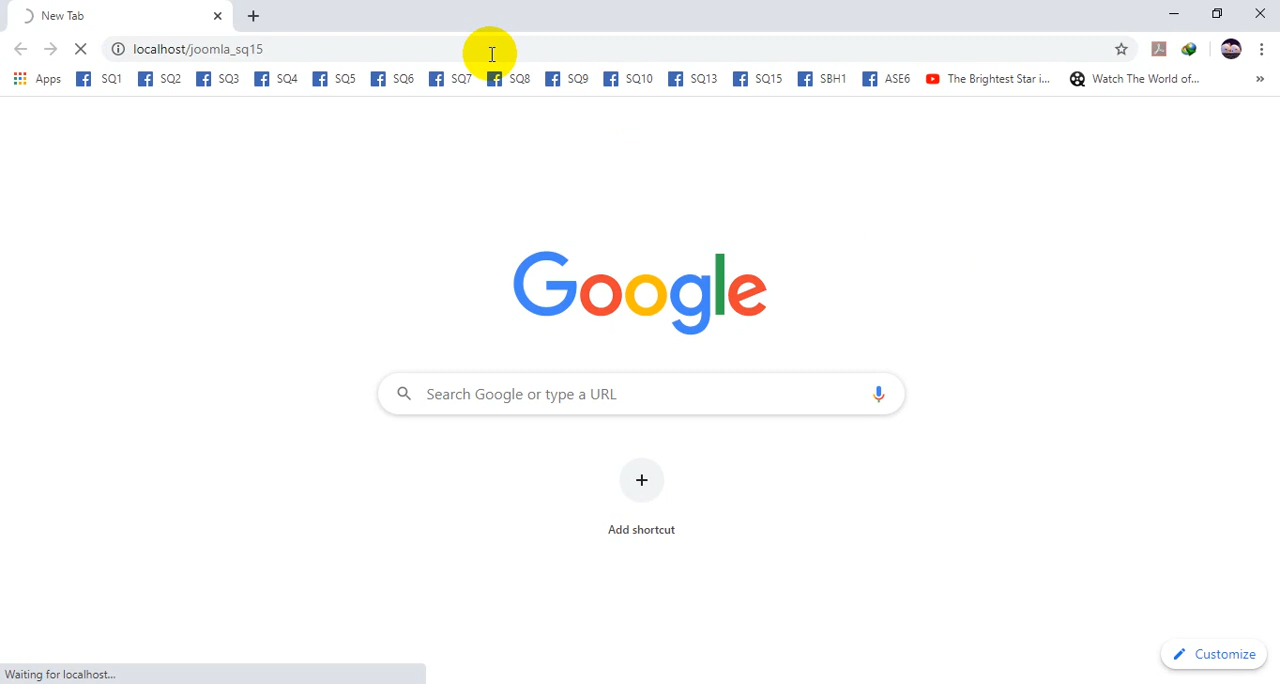 New Tab
localhost/joomla_sq15
Apps SQ1 SQ2 SQ3 SQ4 SQ5 SQ6 SQ7 SQ8 SQ9 SQ10 SQ13 SQ15 SBH1 ASE6 The Brightest Star i... Watch The World of... »
Google
Search Google or type a URL
Add shortcut
Customize
Waiting for localhost...